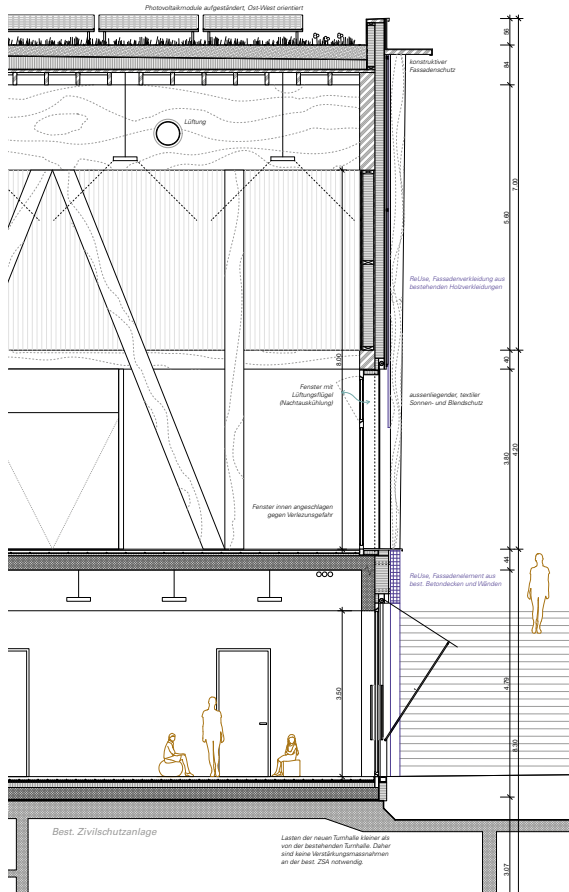 Photovoltaikmodule aufgeständert, Ost-West orientiert
56
84
konstruktiver
Fassadenschutz
Lüftung
7.00
5.60
ReUse, Fassadenverkleidung aus
bestehenden Holzverkleidungen
8.00
40
Fenster mit
Lüftungsflügel
(Nachtauskühlung)
aussenliegender, textiler
Sonnen- und Blendschutz
3.80
4.20
Fenster innen angeschlagen
gegen Verlezunsgefahr
44
ReUse, Fassadenelement aus
best. Betondecken und Wänden
3.50
4.79
8.30
Best. Zivilschutzanlage
Lasten der neuen Turnhalle kleiner als
von der bestehenden Turnhalle. Daher
sind keine Verstärkungsmassnahmen
an der best. ZSA notwendig.
3.07